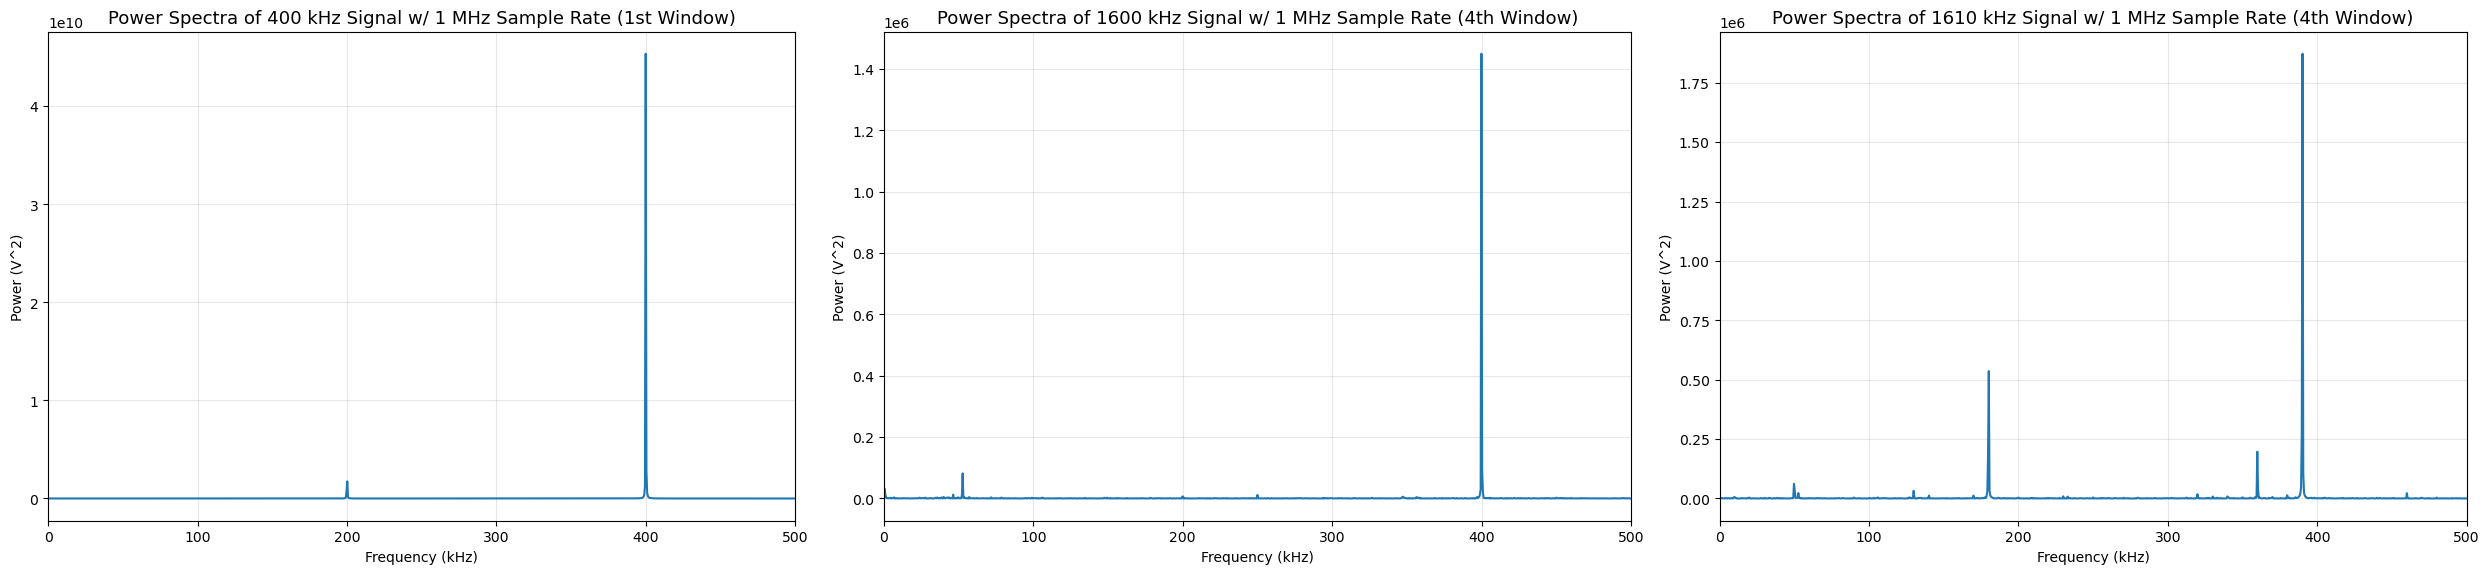 Power Spectra of 400 kHz Signal w/ 1 MHz Sample Rate (1st Window)
1e10
4
3
2
1
0
Power (V^2)
0 100 200 300 400 500
Frequency (kHz)
Power Spectra of 1600 kHz Signal w/ 1 MHz Sample Rate (4th Window)
1e6
1.4
1.2
1.0
0.8
0.6
0.4
0.2
0.0
Power (V^2)
0 100 200 300 400 500
Frequency (kHz)
Power Spectra of 1610 kHz Signal w/ 1 MHz Sample Rate (4th Window)
1e6
1.75
1.50
1.25
1.00
0.75
0.50
0.25
0.00
Power (V^2)
0 100 200 300 400 500
Frequency (kHz)